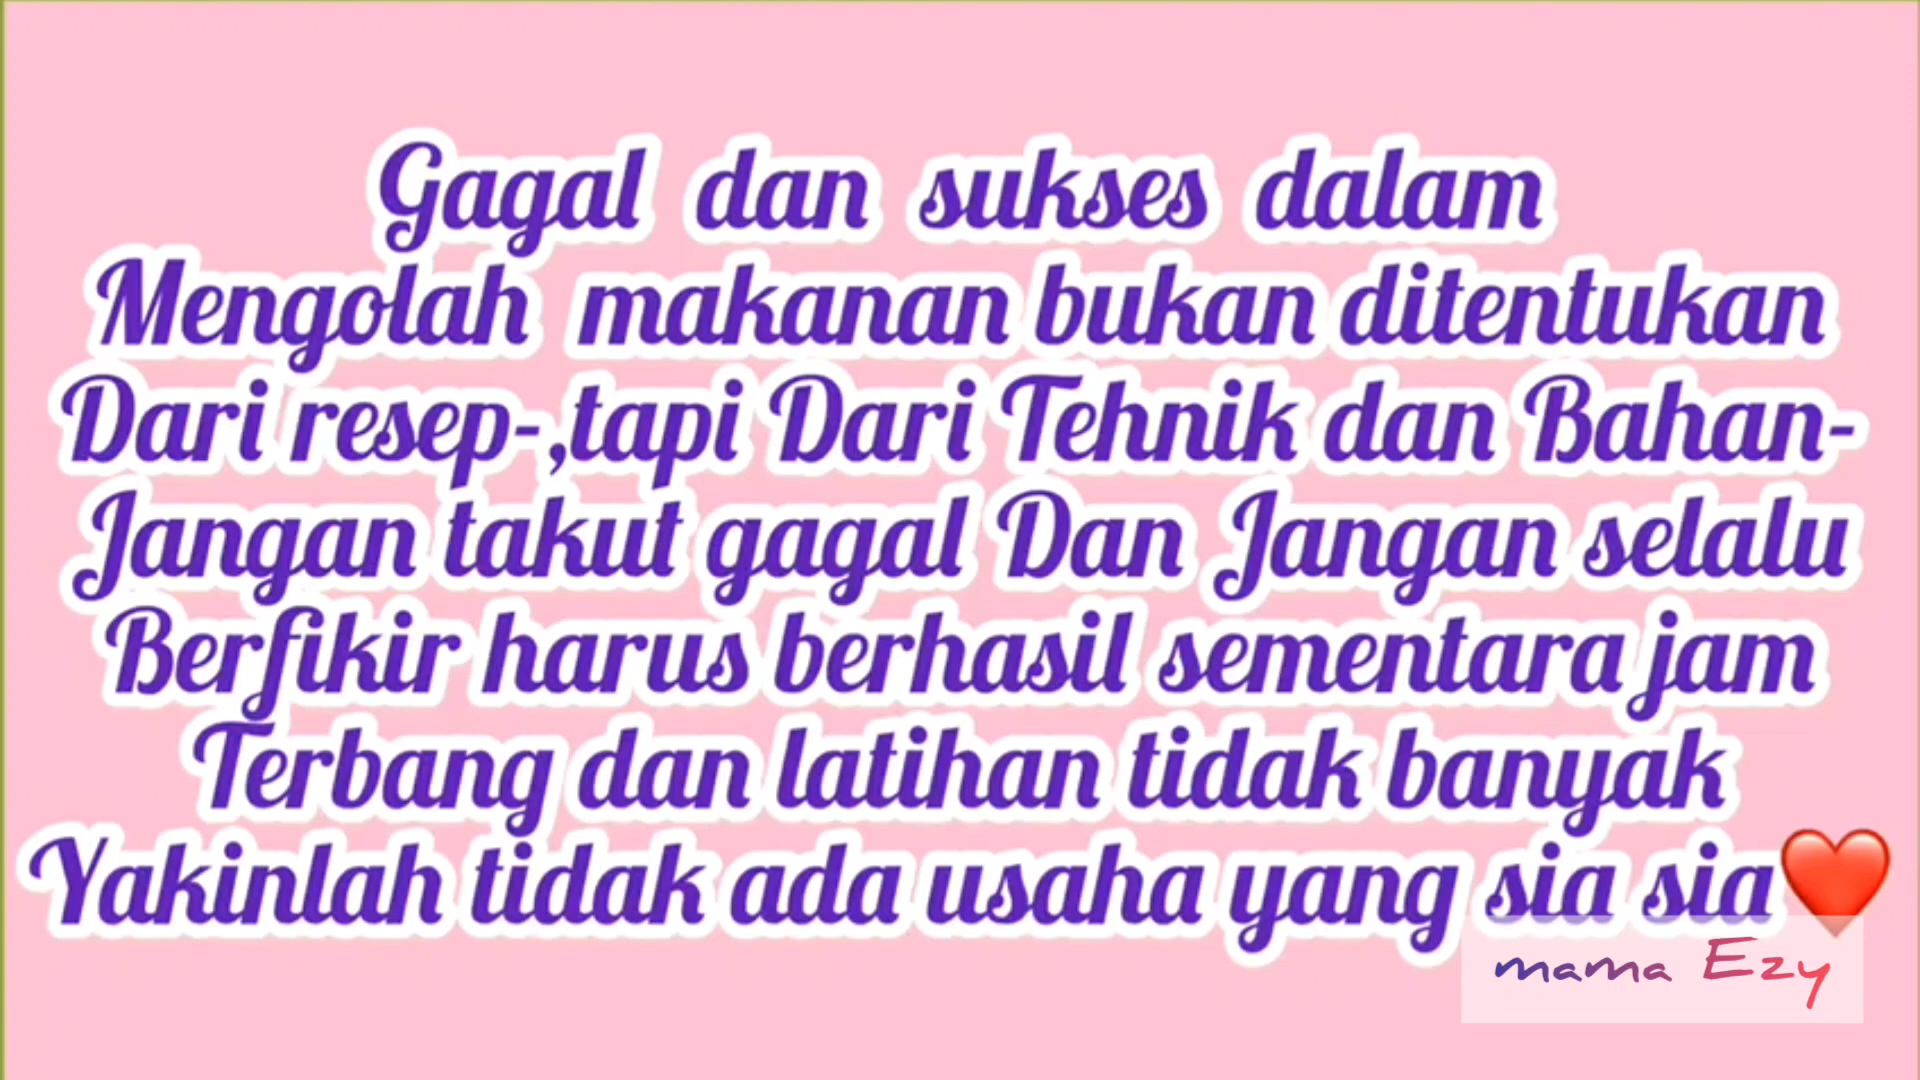 Gagal dan sukses dalam
Mengolah makanan bukan ditentukan
Dari resep-,tapi Dari Tehnik dan Bahan-
Jangan takut gagal Dan Jangan selalu
Berfikir harus berhasil sementara jam
Terbang dan latihan tidak banyak
Yakinlah tidak ada usaha yang sia sia❤️
mama Ezy